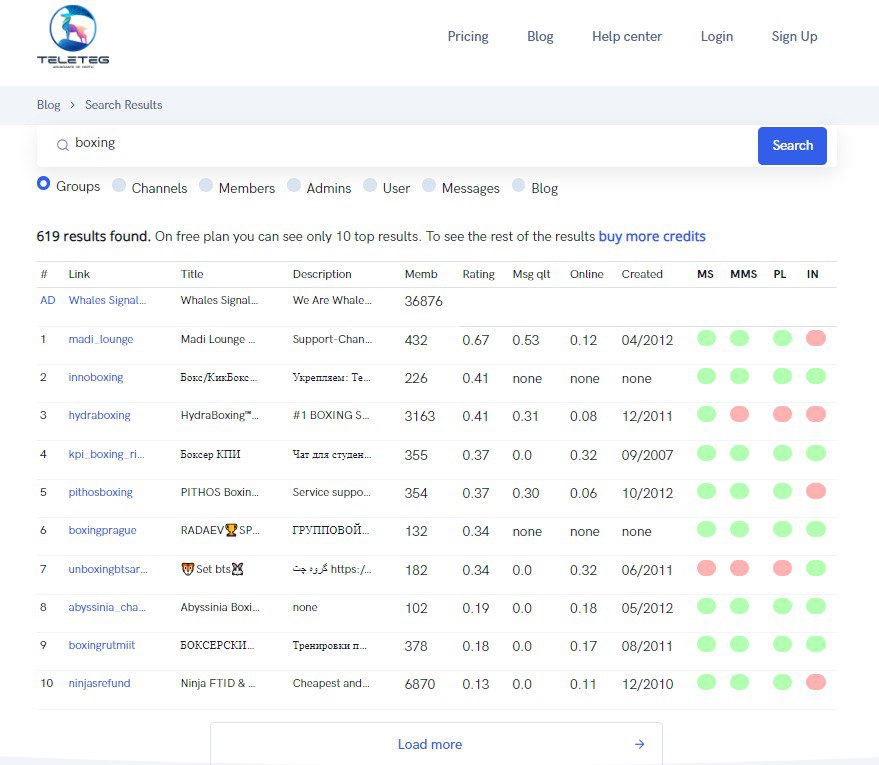 Pricing Blog Help center Login Sign Up
TELETEG
Blog > Search Results
boxing
Search
Groups Channels Members Admins User Messages Blog
619 results found. On free plan you can see only 10 top results. To see the rest of the results buy more credits
# Link Title Description Memb Rating Msg qlt Online Created MS MMS PL IN
AD Whales Signal... Whales Signal... We Are Whale... 36876
1 madi_lounge Madi Lounge ... Support-Chan... 432 0.67 0.53 0.12 04/2012
2 innoboxing Бокс/КикБокс... Укрепляем: Те... 226 0.41 none none none
3 hydraboxing HydraBoxing™... #1 BOXING S... 3163 0.41 0.31 0.08 12/2011
4 kpi_boxing_ri... Боксер КПИ Чат для студен... 355 0.37 0.0 0.32 09/2007
5 pithosboxing PITHOS Boxin... Service suppo... 354 0.37 0.30 0.06 10/2012
6 boxingprague RADAEV🏆SP... ГРУППОВОЙ... 132 0.34 none none none
7 unboxingbtsar... 🐯Set bts🐰 گروه چت https:/... 182 0.34 0.0 0.32 06/2011
8 abyssinia_cha... Abyssinia Boxi... none 102 0.19 0.0 0.18 05/2012
9 boxingrutmiit БОКСЕРСКИ... Тренировки п... 378 0.18 0.0 0.17 08/2011
10 ninjasrefund Ninja FTID & ... Cheapest and... 6870 0.13 0.0 0.11 12/2010
Load more →